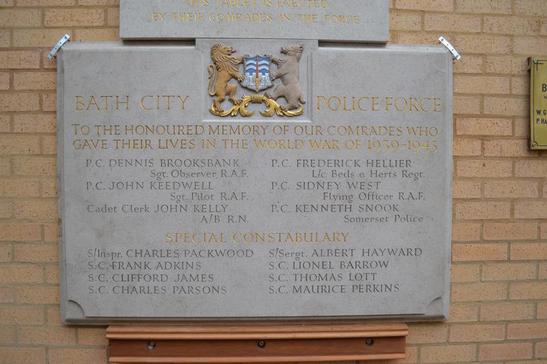 THIS TABLET IS ERECTED
BY THEIR COMRADES IN THE FORCE
BATH CITY POLICE FORCE
TO THE HONOURED MEMORY OF OUR COMRADES WHO
GAVE THEIR LIVES IN THE WORLD WAR OF 1939-1945
P.C. DENNIS BROOKSBANK
Sgt. Observer R.A.F.
P.C. JOHN KEEDWELL
Sgt. Pilot R.A.F.
Cadet Clerk JOHN KELLY
A/B R.N.
P.C. FREDERICK HELLIER
L/c Beds & Herts Regt.
P.C. SIDNEY WEST
Flying Officer R.A.F.
P.C. KENNETH SNOOK
Somerset Police
SPECIAL CONSTABULARY
S/Inspr. CHARLES PACKWOOD
S.C. FRANK ADKINS
S.C. CLIFFORD JAMES
S.C. CHARLES PARSONS
S/Sergt. ALBERT HAYWARD
S.C. LIONEL BARROW
S.C. THOMAS LOTT
S.C. MAURICE PERKINS